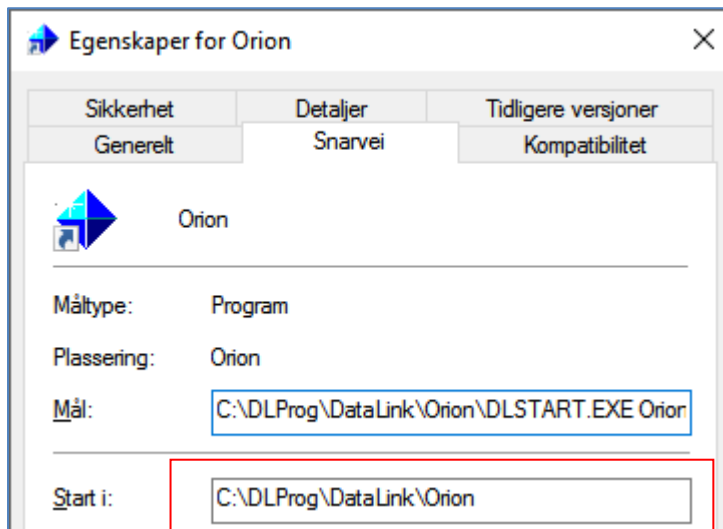 Egenskaper for Orion
Sikkerhet Detaljer Tidligere versjoner
Generelt Snarvei Kompatibilitet
Orion
Måltype: Program
Plassering: Orion
Mål: C:\DLProg\DataLink\Orion\DLSTART.EXE Orion
Start i: C:\DLProg\DataLink\Orion